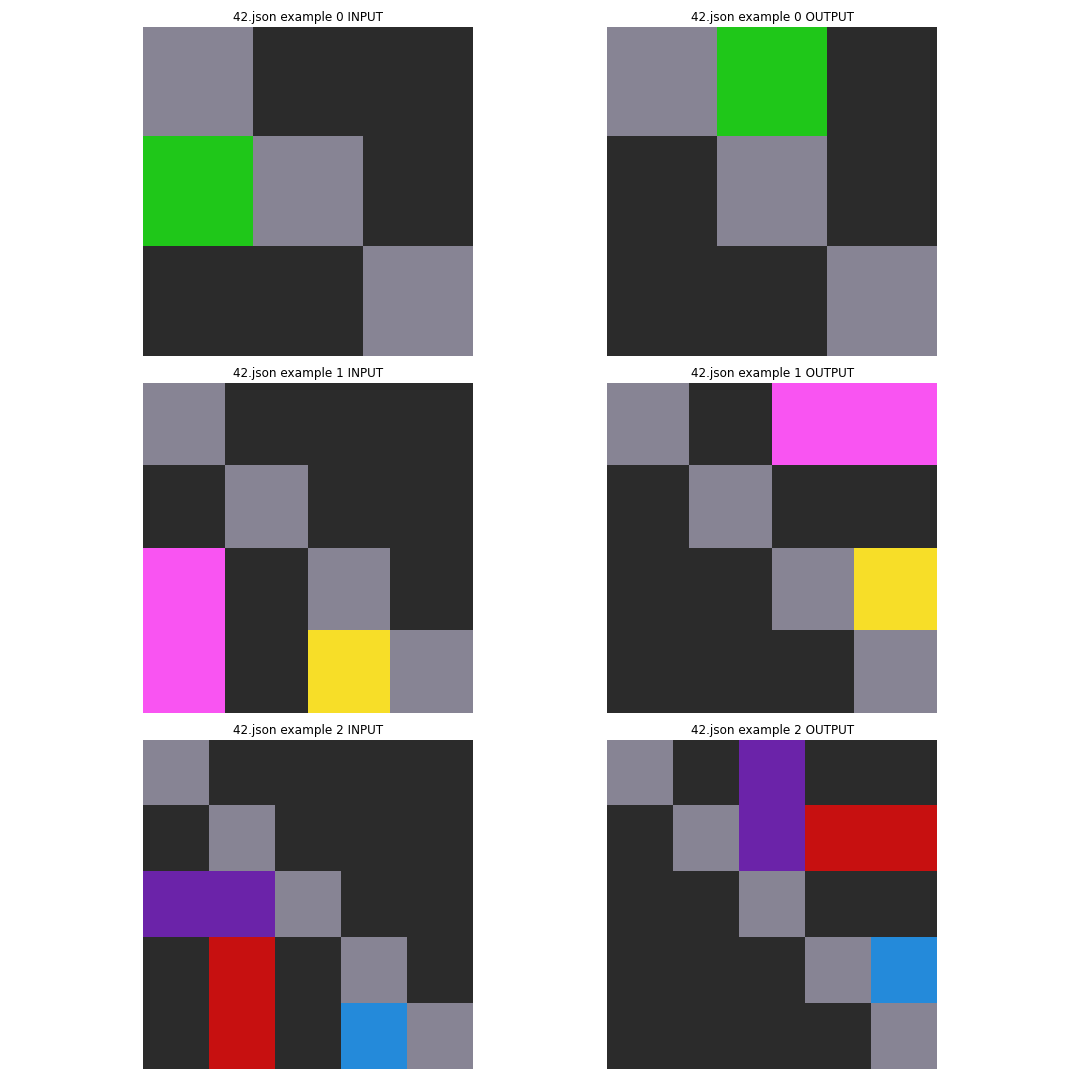 42.json example 0 INPUT
42.json example 0 OUTPUT
42.json example 1 INPUT
42.json example 1 OUTPUT
42.json example 2 INPUT
42.json example 2 OUTPUT